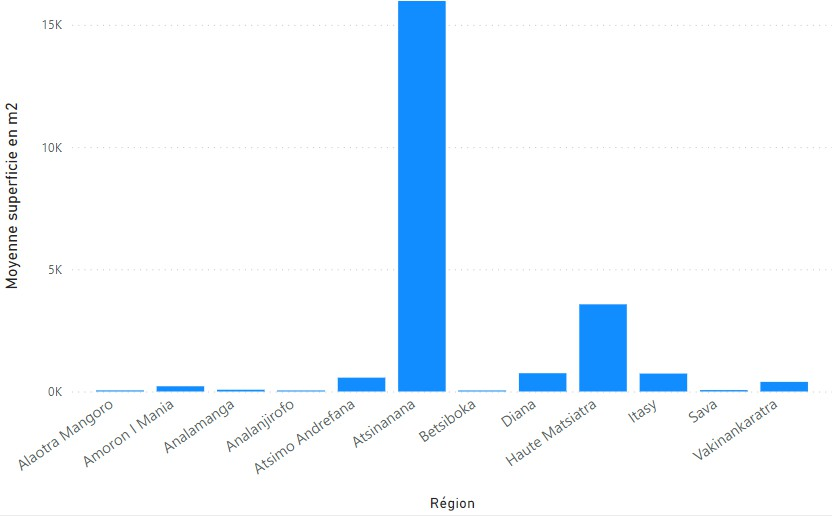 Moyenne superficie en m2
15K
10K
5K
0K
Alaotra Mangoro
Amoron I Mania
Analamanga
Analanjirofo
Atsimo Andrefana
Atsinanana
Betsiboka
Diana
Haute Matsiatra
Itasy
Sava
Vakinankaratra
Région